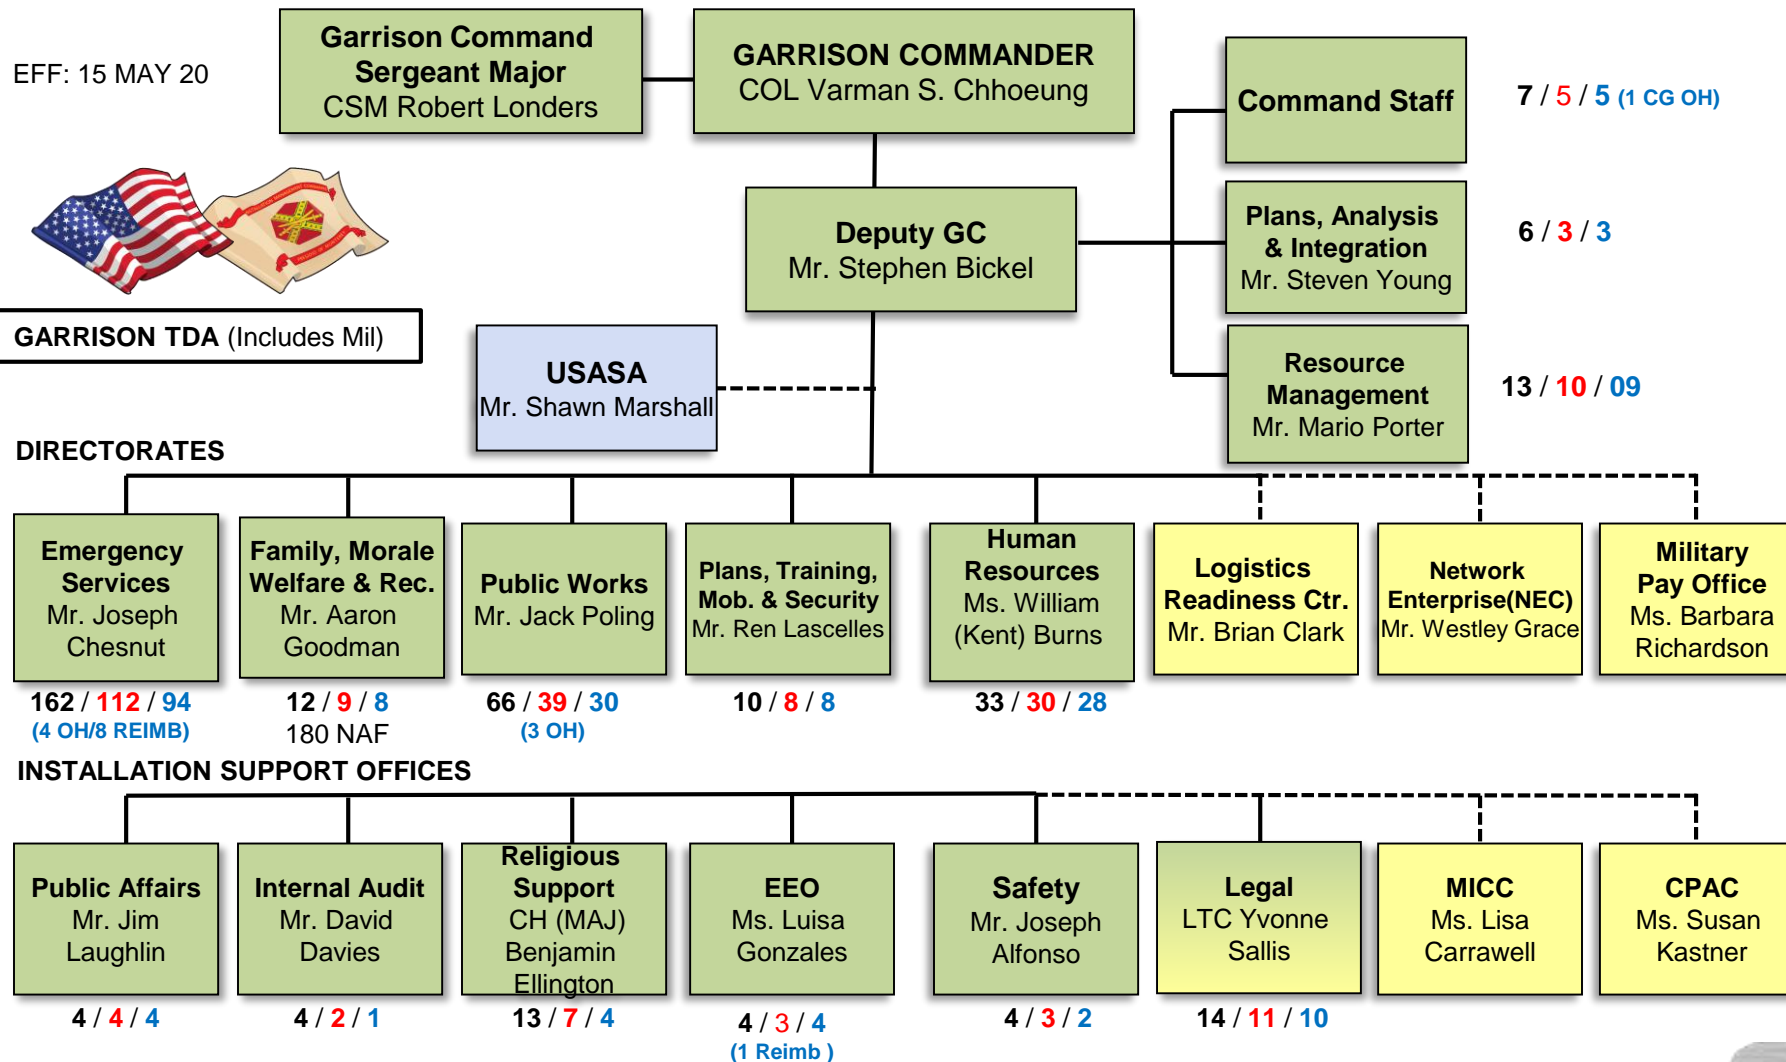 EFF: 15 MAY 20
Garrison Command
Sergeant Major
CSM Robert Londers
GARRISON COMMANDER
COL Varman S. Chhoeung
Command Staff
7 / 5 / 5 (1 CG OH)
Deputy GC
Mr. Stephen Bickel
Plans, Analysis
& Integration
Mr. Steven Young
6 / 3 / 3
GARRISON TDA (Includes Mil)
USASA
Mr. Shawn Marshall
Resource
Management
Mr. Mario Porter
13 / 10 / 09
DIRECTORATES
Emergency
Services
Mr. Joseph
Chesnut
162 / 112 / 94
(4 OH/8 REIMB)
Family, Morale
Welfare & Rec.
Mr. Aaron
Goodman
12 / 9 / 8
180 NAF
Public Works
Mr. Jack Poling
66 / 39 / 30
(3 OH)
Plans, Training,
Mob. & Security
Mr. Ren Lascelles
10 / 8 / 8
Human
Resources
Ms. William
(Kent) Burns
33 / 30 / 28
Logistics
Readiness Ctr.
Mr. Brian Clark
Network
Enterprise(NEC)
Mr. Westley Grace
Military
Pay Office
Ms. Barbara
Richardson
INSTALLATION SUPPORT OFFICES
Public Affairs
Mr. Jim
Laughlin
4 / 4 / 4
Internal Audit
Mr. David
Davies
4 / 2 / 1
Religious
Support
CH (MAJ)
Benjamin
Ellington
13 / 7 / 4
EEO
Ms. Luisa
Gonzales
4 / 3 / 4
(1 Reimb )
Safety
Mr. Joseph
Alfonso
4 / 3 / 2
Legal
LTC Yvonne
Sallis
14 / 11 / 10
MICC
Ms. Lisa
Carrawell
CPAC
Ms. Susan
Kastner